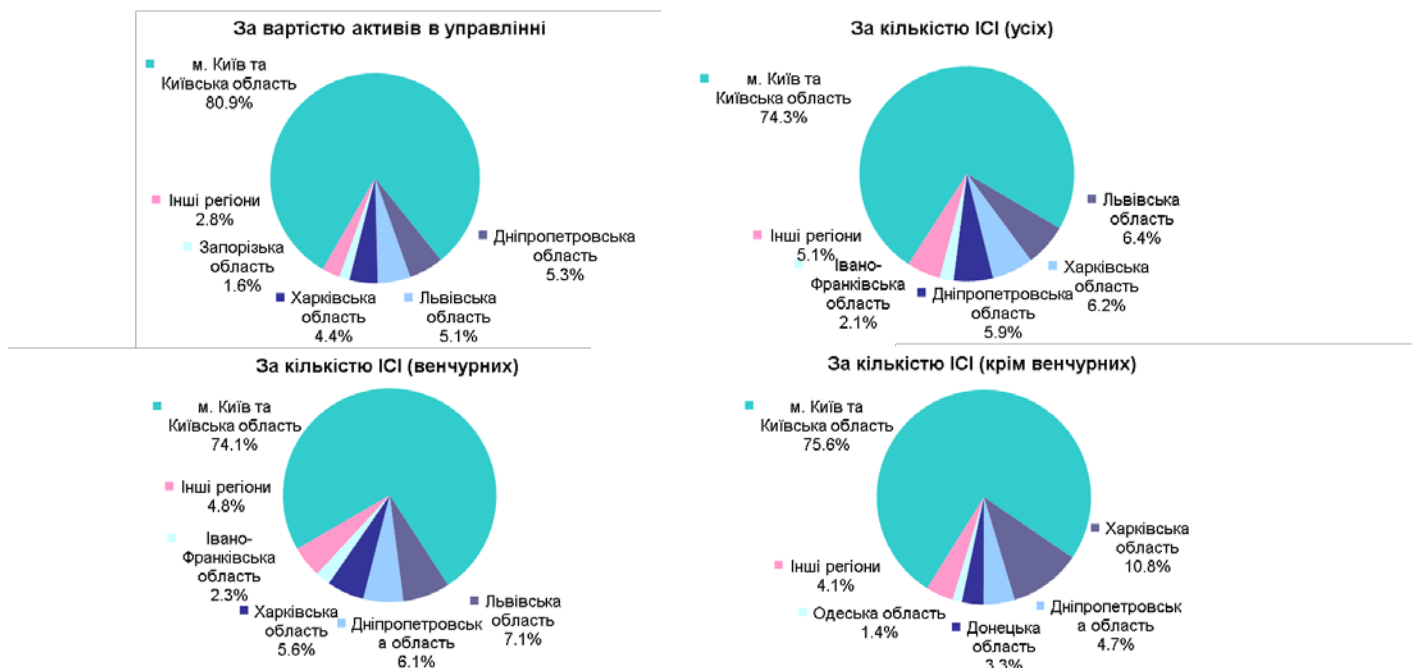 За вартістю активів в управлінні
м. Київ та
Київська область
80.9%
Інші регіони
2.8%
Запорізька
область
1.6%
Харківська
область
4.4%
Львівська
область
5.1%
Дніпропетровська
область
5.3%
За кількістю ІСІ (усіх)
м. Київ та
Київська область
74.3%
Інші регіони
5.1%
Івано-
Франківська
область
2.1%
Дніпропетровська
область
5.9%
Харківська
область
6.2%
Львівська
область
6.4%
За кількістю ІСІ (венчурних)
м. Київ та
Київська область
74.1%
Інші регіони
4.8%
Івано-
Франківська
область
2.3%
Харківська
область
5.6%
Дніпропетровськ
а область
6.1%
Львівська
область
7.1%
За кількістю ІСІ (крім венчурних)
м. Київ та
Київська область
75.6%
Інші регіони
4.1%
Одеська область
1.4%
Донецька
область
3.3%
Дніпропетровськ
а область
4.7%
Харківська
область
10.8%